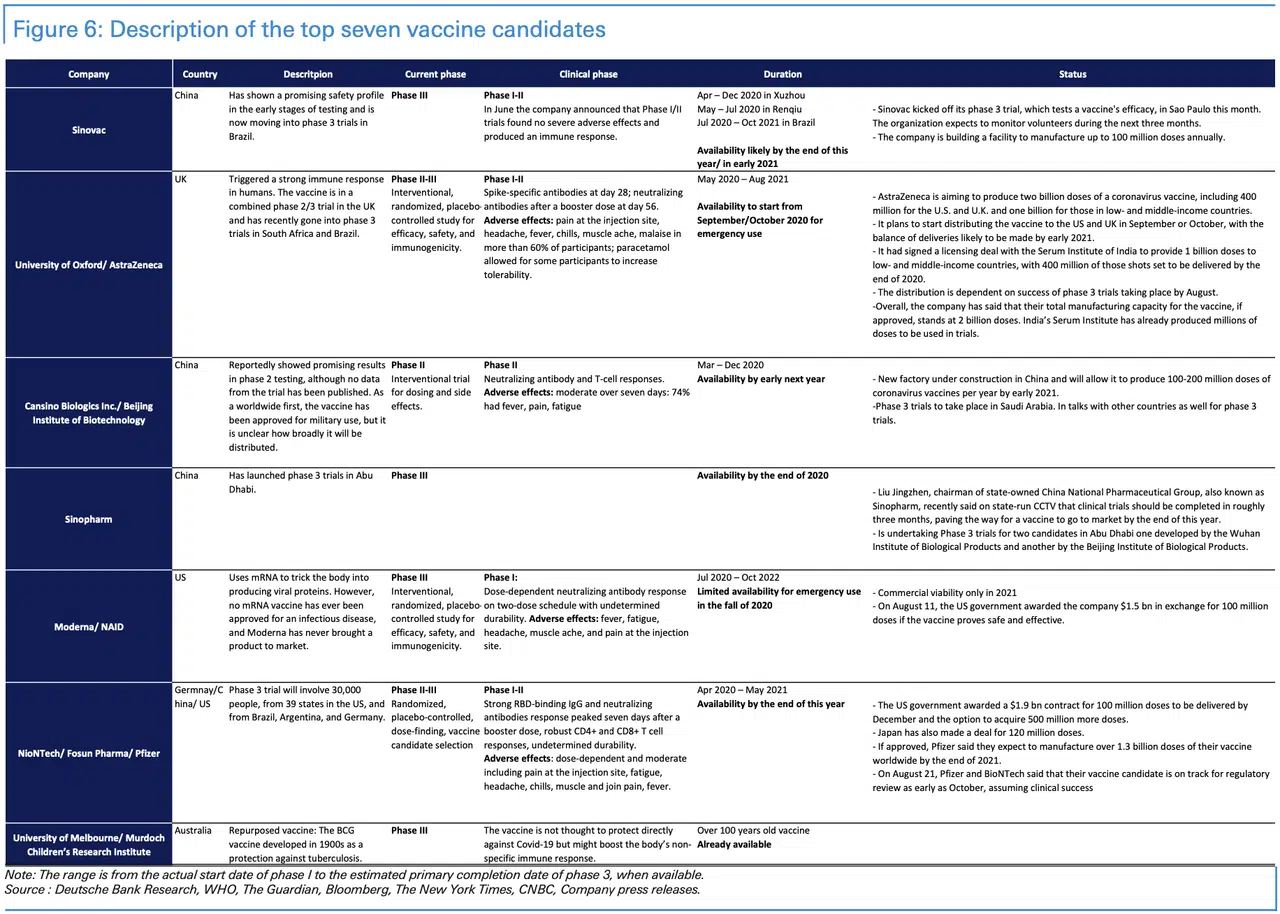 Figure 6: Description of the top seven vaccine candidates
Company Country Descritpion Current phase Clinical phase Duration Status
Sinovac
China
Has shown a promising safety profile
in the early stages of testing and is
now moving into phase 3 trials in
Brazil.
Phase III
Phase I-II
In June the company announced that Phase I/II
trials found no severe adverse effects and
produced an immune response.
Apr – Dec 2020 in Xuzhou
May – Jul 2020 in Renqiu
Jul 2020 – Oct 2021 in Brazil
Availability likely by the end of this
year/ in early 2021
- Sinovac kicked off its phase 3 trial, which tests a vaccine's efficacy, in Sao Paulo this month.
The organization expects to monitor volunteers during the next three months.
- The company is building a facility to manufacture up to 100 million doses annually.
University of Oxford/ AstraZeneca
UK
Triggered a strong immune response
in humans. The vaccine is in a
combined phase 2/3 trial in the UK
and has recently gone into phase 3
trials in South Africa and Brazil.
Phase II-III
Interventional,
randomized, placebo-
controlled study for
efficacy, safety, and
immunogenicity.
Phase I-II
Spike-specific antibodies at day 28; neutralizing
antibodies after a booster dose at day 56.
Adverse effects: pain at the injection site,
headache, fever, chills, muscle ache, malaise in
more than 60% of participants; paracetamol
allowed for some participants to increase
tolerability.
May 2020 – Aug 2021
Availability to start from
September/October 2020 for
emergency use
- AstraZeneca is aiming to produce two billion doses of a coronavirus vaccine, including 400
million for the U.S. and U.K. and one billion for those in low- and middle-income countries.
- It plans to start distributing the vaccine to the US and UK in September or October, with the
balance of deliveries likely to be made by early 2021.
- It had signed a licensing deal with the Serum Institute of India to provide 1 billion doses to
low- and middle-income countries, with 400 million of those shots set to be delivered by the
end of 2020.
- The distribution is dependent on success of phase 3 trials taking place by August.
-Overall, the company has said that their total manufacturing capacity for the vaccine, if
approved, stands at 2 billion doses. India's Serum Institute has already produced millions of
doses to be used in trials.
Cansino Biologics Inc./ Beijing
Institute of Biotechnology
China
Reportedly showed promising results
in phase 2 testing, although no data
from the trial has been published. As
a worldwide first, the vaccine has
been approved for military use, but it
is unclear how broadly it will be
distributed.
Phase II
Interventional trial
for dosing and side
effects.
Phase II
Neutralizing antibody and T-cell responses.
Adverse effects: moderate over seven days: 74%
had fever, pain, fatigue
Mar – Dec 2020
Availability by early next year
- New factory under construction in China and will allow it to produce 100-200 million doses of
coronavirus vaccines per year by early 2021.
-Phase 3 trials to take place in Saudi Arabia. In talks with other countries as well for phase 3
trials.
Sinopharm
China
Has launched phase 3 trials in Abu
Dhabi.
Phase III
Availability by the end of 2020
- Liu Jingzhen, chairman of state-owned China National Pharmaceutical Group, also known as
Sinopharm, recently said on state-run CCTV that clinical trials should be completed in roughly
three months, paving the way for a vaccine to go to market by the end of this year.
- Is undertaking Phase 3 trials for two candidates in Abu Dhabi one developed by the Wuhan
Institute of Biological Products and another by the Beijing Institute of Biological Products.
Moderna/ NAID
US
Uses mRNA to trick the body into
producing viral proteins. However,
no mRNA vaccine has ever been
approved for an infectious disease,
and Moderna has never brought a
product to market.
Phase III
Interventional,
randomized, placebo-
controlled study for
efficacy, safety, and
immunogenicity.
Phase I:
Dose-dependent neutralizing antibody response
on two-dose schedule with undetermined
durability. Adverse effects: fever, fatigue,
headache, muscle ache, and pain at the injection
site.
Jul 2020 – Oct 2022
Limited availability for emergency use
in the fall of 2020
- Commercial viability only in 2021
- On August 11, the US government awarded the company $1.5 bn in exchange for 100 million
doses if the vaccine proves safe and effective.
NioNTech/ Fosun Pharma/ Pfizer
Germnay/C
hina/ US
Phase 3 trial will involve 30,000
people, from 39 states in the US, and
from Brazil, Argentina, and Germany.
Phase II-III
Randomized,
placebo-controlled,
dose-finding, vaccine
candidate selection
Phase I-II
Strong RBD-binding IgG and neutralizing
antibodies response peaked seven days after a
booster dose, robust CD4+ and CD8+ T cell
responses, undetermined durability.
Adverse effects: dose-dependent and moderate
including pain at the injection site, fatigue,
headache, chills, muscle and join pain, fever.
Apr 2020 – May 2021
Availability by the end of this year
- The US government awarded a $1.9 bn contract for 100 million doses to be delivered by
December and the option to acquire 500 million more doses.
- Japan has also made a deal for 120 million doses.
- If approved, Pfizer said they expect to manufacture over 1.3 billion doses of their vaccine
worldwide by the end of 2021.
- On August 21, Pfizer and BioNTech said that their vaccine candidate is on track for regulatory
review as early as October, assuming clinical success
University of Melbourne/ Murdoch
Children's Research Institute
Australia
Repurposed vaccine: The BCG
vaccine developed in 1900s as a
protection against tuberculosis.
Phase III
The vaccine is not thought to protect directly
against Covid-19 but might boost the body's non-
specific immune response.
Over 100 years old vaccine
Already available
Note: The range is from the actual start date of phase I to the estimated primary completion date of phase 3, when available.
Source : Deutsche Bank Research, WHO, The Guardian, Bloomberg, The New York Times, CNBC, Company press releases.